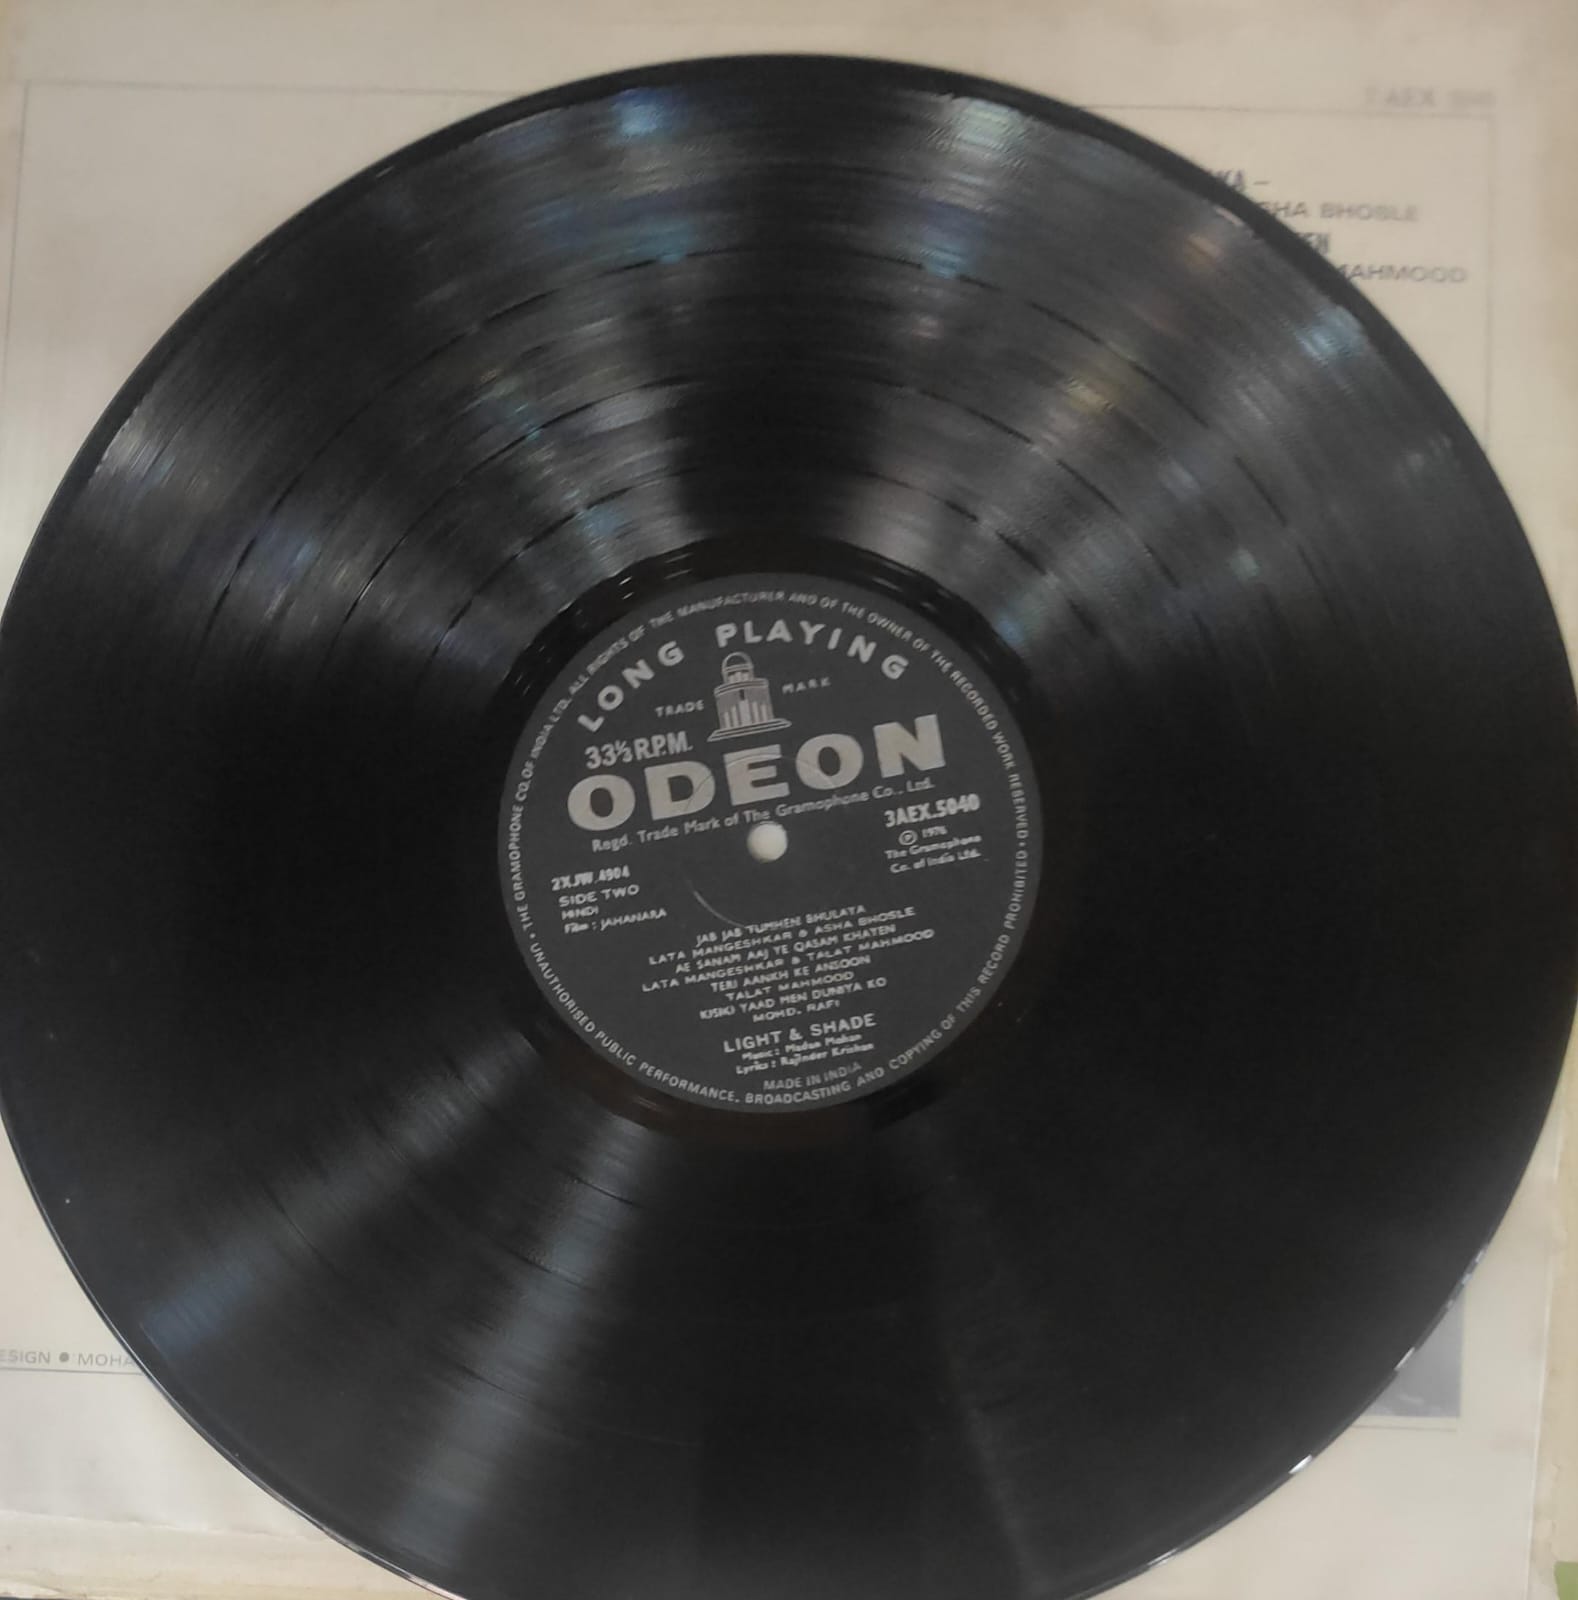 3AEX 5040
KA –
SHA BHOSLE
EN
MAHMOOD
THE GRAMOPHONE CO. OF INDIA LTD. ALL RIGHTS OF THE MANUFACTURER AND OF THE OWNER OF THE RECORDED WORK RESERVED
LONG PLAYING
TRADE MARK
33⅓ R.P.M.
ODEON
Regd. Trade Mark of The Gramophone Co., Ltd.
3AEX.5040
℗ 1976
The Gramophone
Co. of India Ltd.
2XJW.4904
SIDE TWO
HINDI
Film : JAHANARA
JAB JAB TUMHEN BHULAYA
LATA MANGESHKAR & ASHA BHOSLE
AE SANAM AAJ YE QASAM KHAYEN
LATA MANGESHKAR & TALAT MAHMOOD
TERI AANKH KE ANSOON
TALAT MAHMOOD
KISIKI YAAD MEN DUNIYA KO
MOHD. RAFI
LIGHT & SHADE
Music : Madan Mohan
Lyrics : Rajinder Krishan
MADE IN INDIA
UNAUTHORISED PUBLIC PERFORMANCE, BROADCASTING AND COPYING OF THIS RECORD PROHIBITED
ESIGN ● MOHA